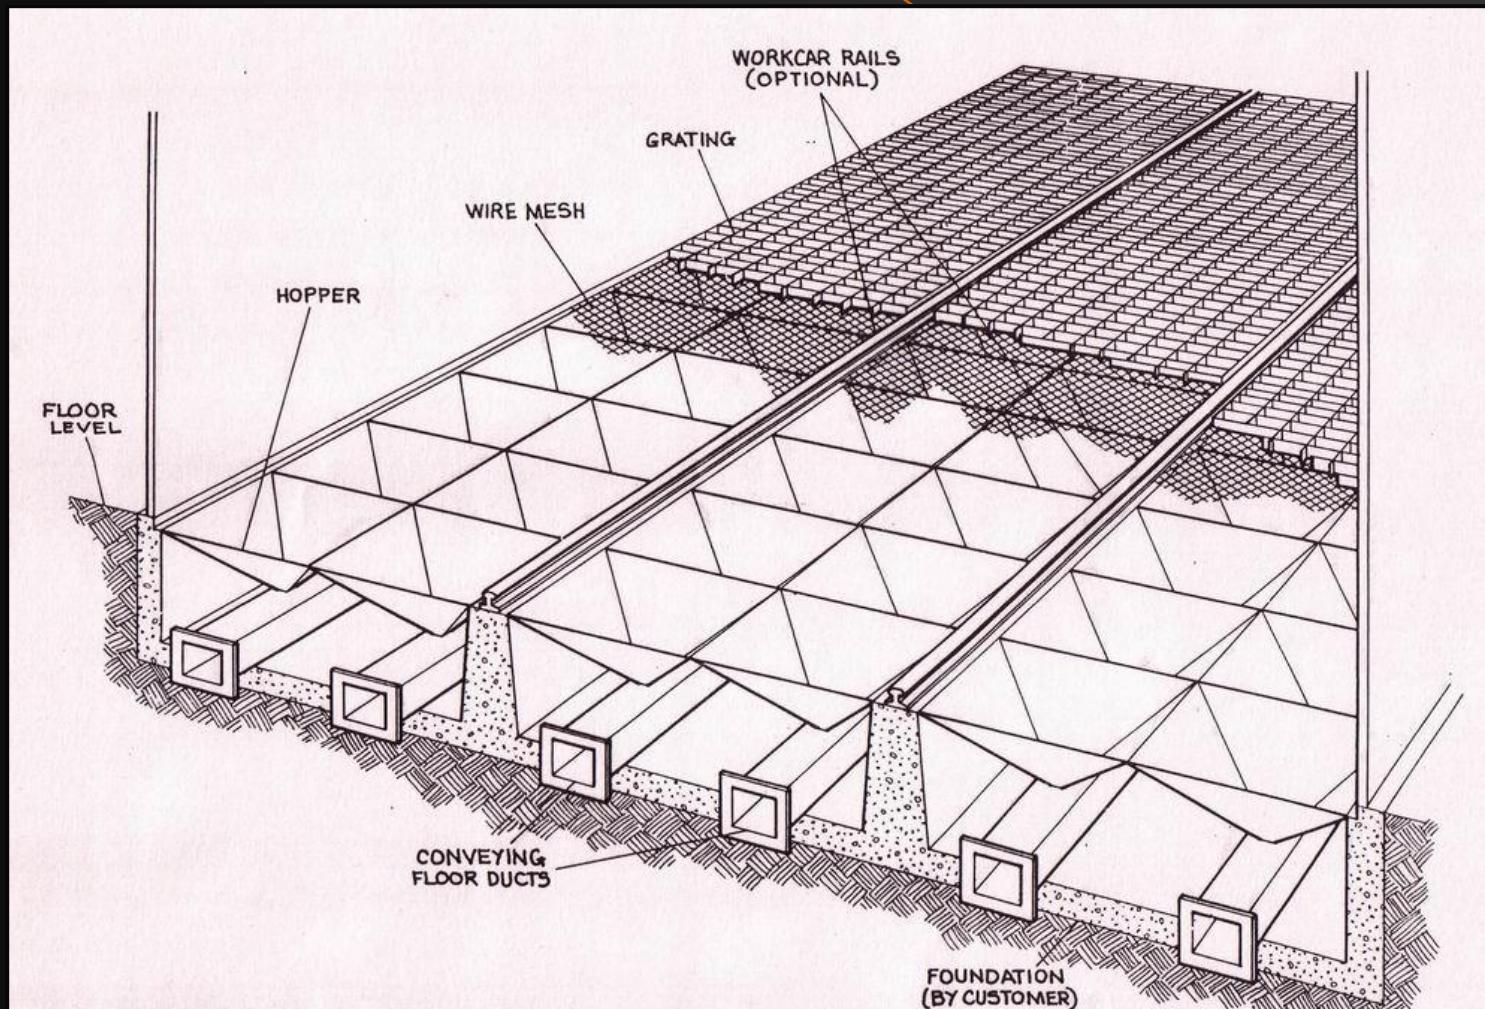 WORKCAR RAILS
(OPTIONAL)
GRATING
WIRE MESH
HOPPER
FLOOR
LEVEL
CONVEYING
FLOOR DUCTS
FOUNDATION
(BY CUSTOMER)